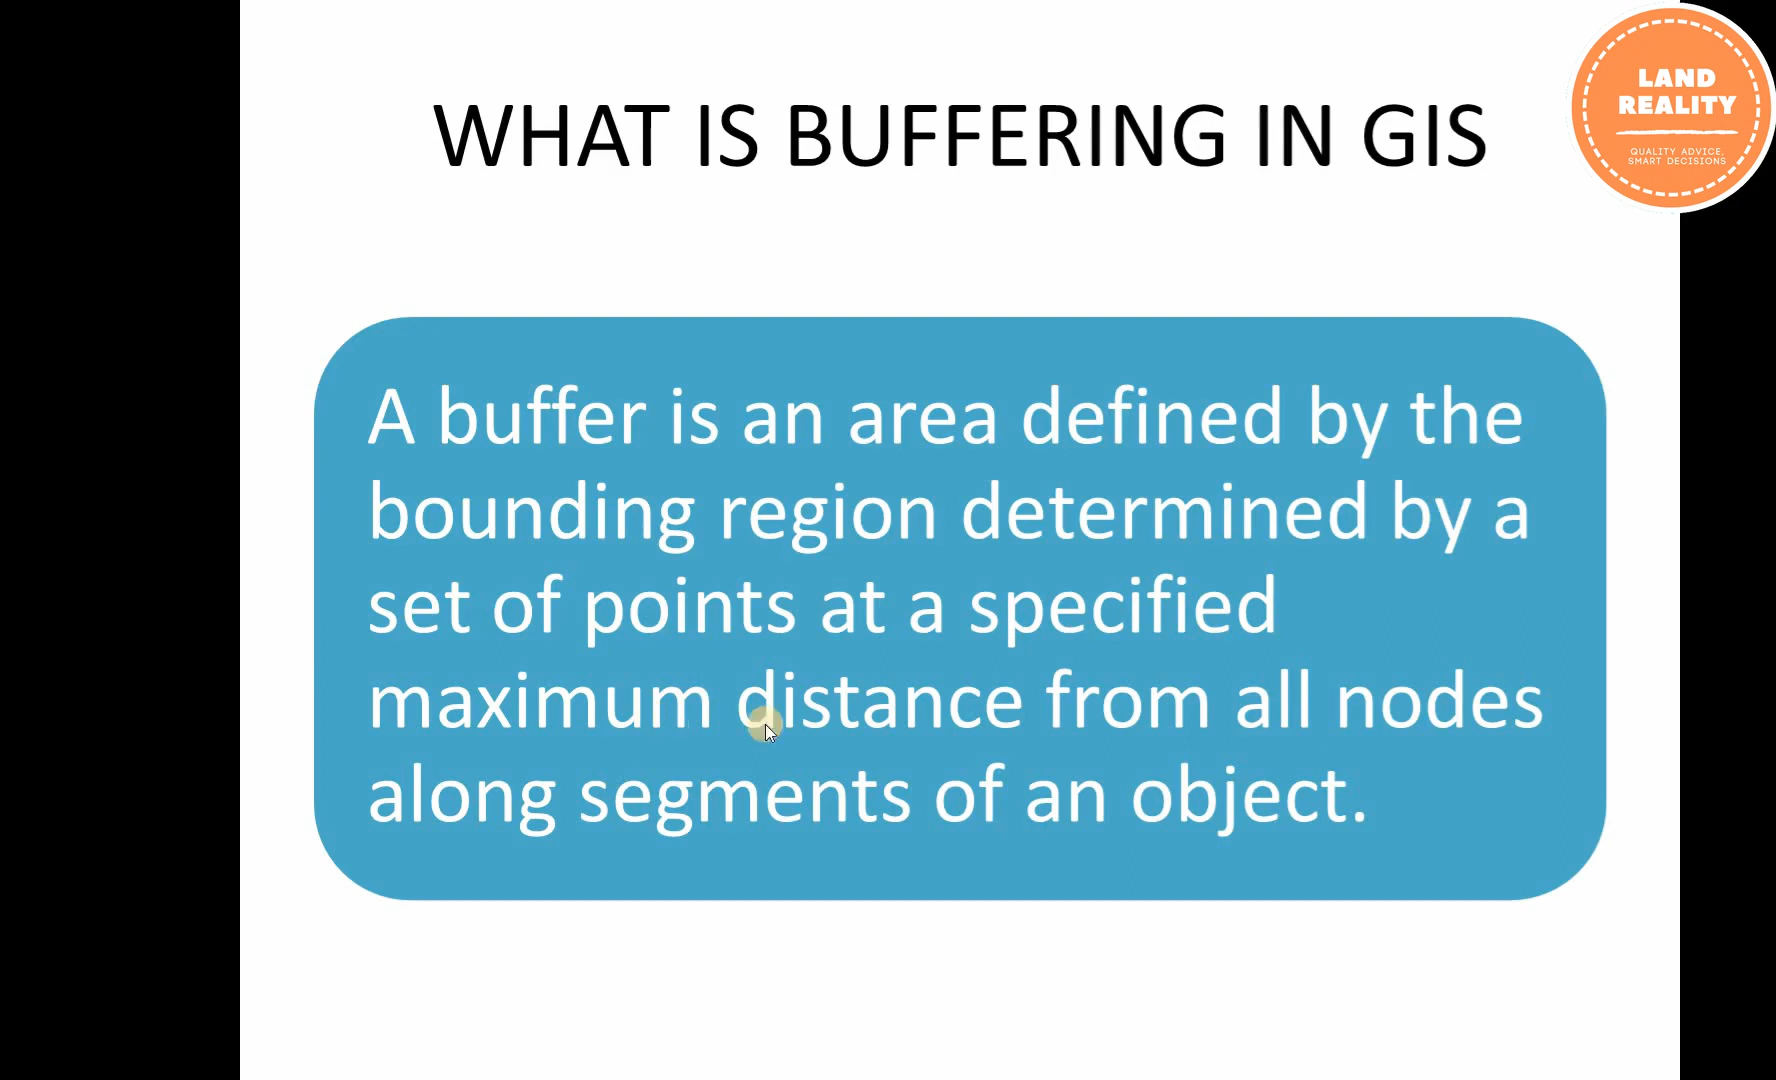 WHAT IS BUFFERING IN GIS
LAND
REALITY
QUALITY ADVICE,
SMART DECISIONS
A buffer is an area defined by the
bounding region determined by a
set of points at a specified
maximum distance from all nodes
along segments of an object.